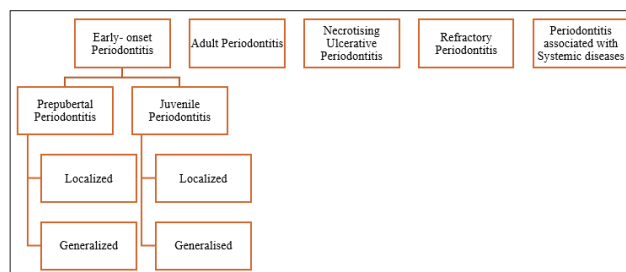 Early- onset
Periodontitis
Adult Periodontitis
Necrotising
Ulcerative
Periodontitis
Refractory
Periodontitis
Periodontitis
associated with
Systemic diseases
Prepubertal
Periodontitis
Juvenile
Periodontitis
Localized
Localized
Generalized
Generalised